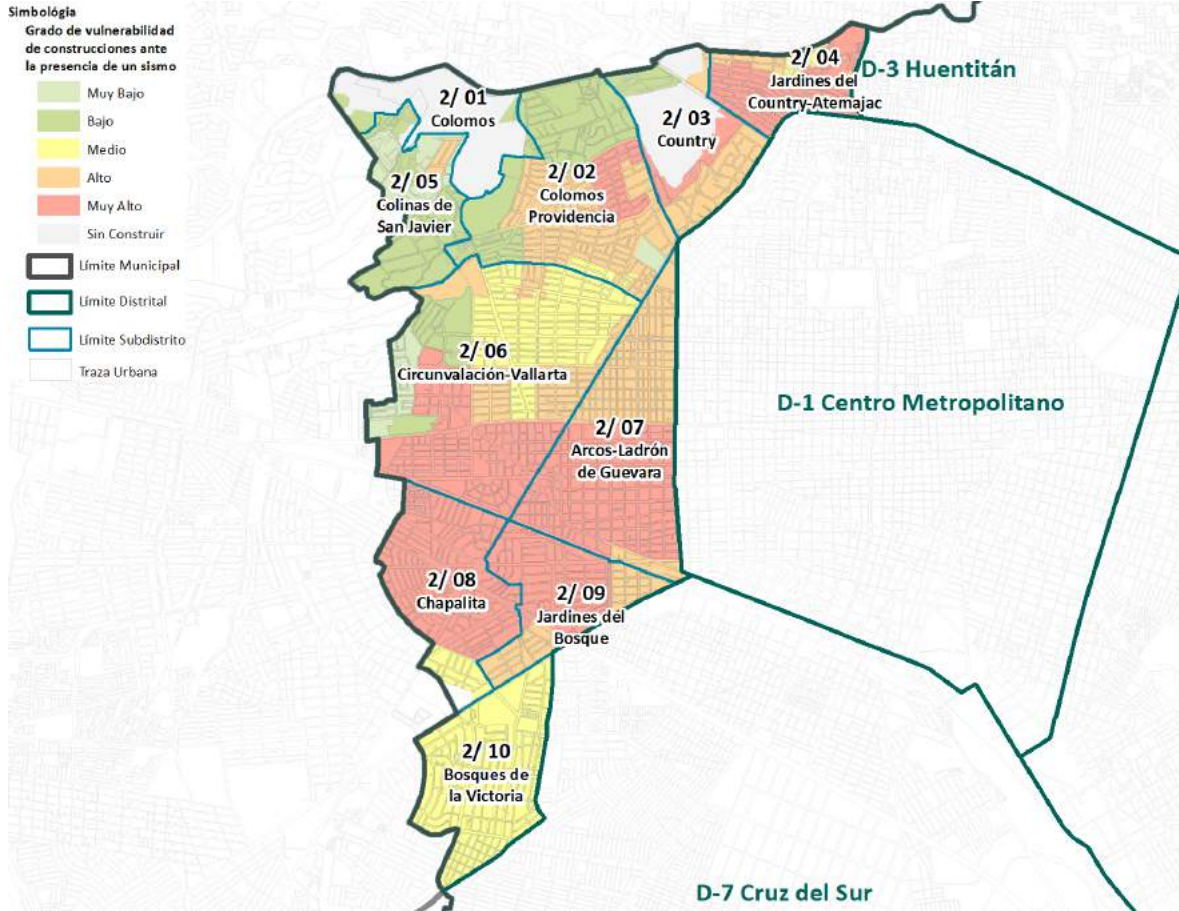 Simbológia
Grado de vulnerabilidad
de construcciones ante
la presencia de un sismo
Muy Bajo
Bajo
Medio
Alto
Muy Alto
Sin Construir
Límite Municipal
Límite Distrital
Límite Subdistrito
Traza Urbana
2/ 04
Jardines del
Country-Atemajac
D-3 Huentitán
2/ 01
Colomos
2/ 03
Country
2/ 05
Colinas de
San Javier
2/ 02
Colomos
Providencia
2/ 06
Circunvalación-Vallarta
D-1 Centro Metropolitano
2/ 07
Arcos-Ladrón
de Guevara
2/ 08
Chapalita
2/ 09
Jardines del
Bosque
2/ 10
Bosques de
la Victoria
D-7 Cruz del Sur